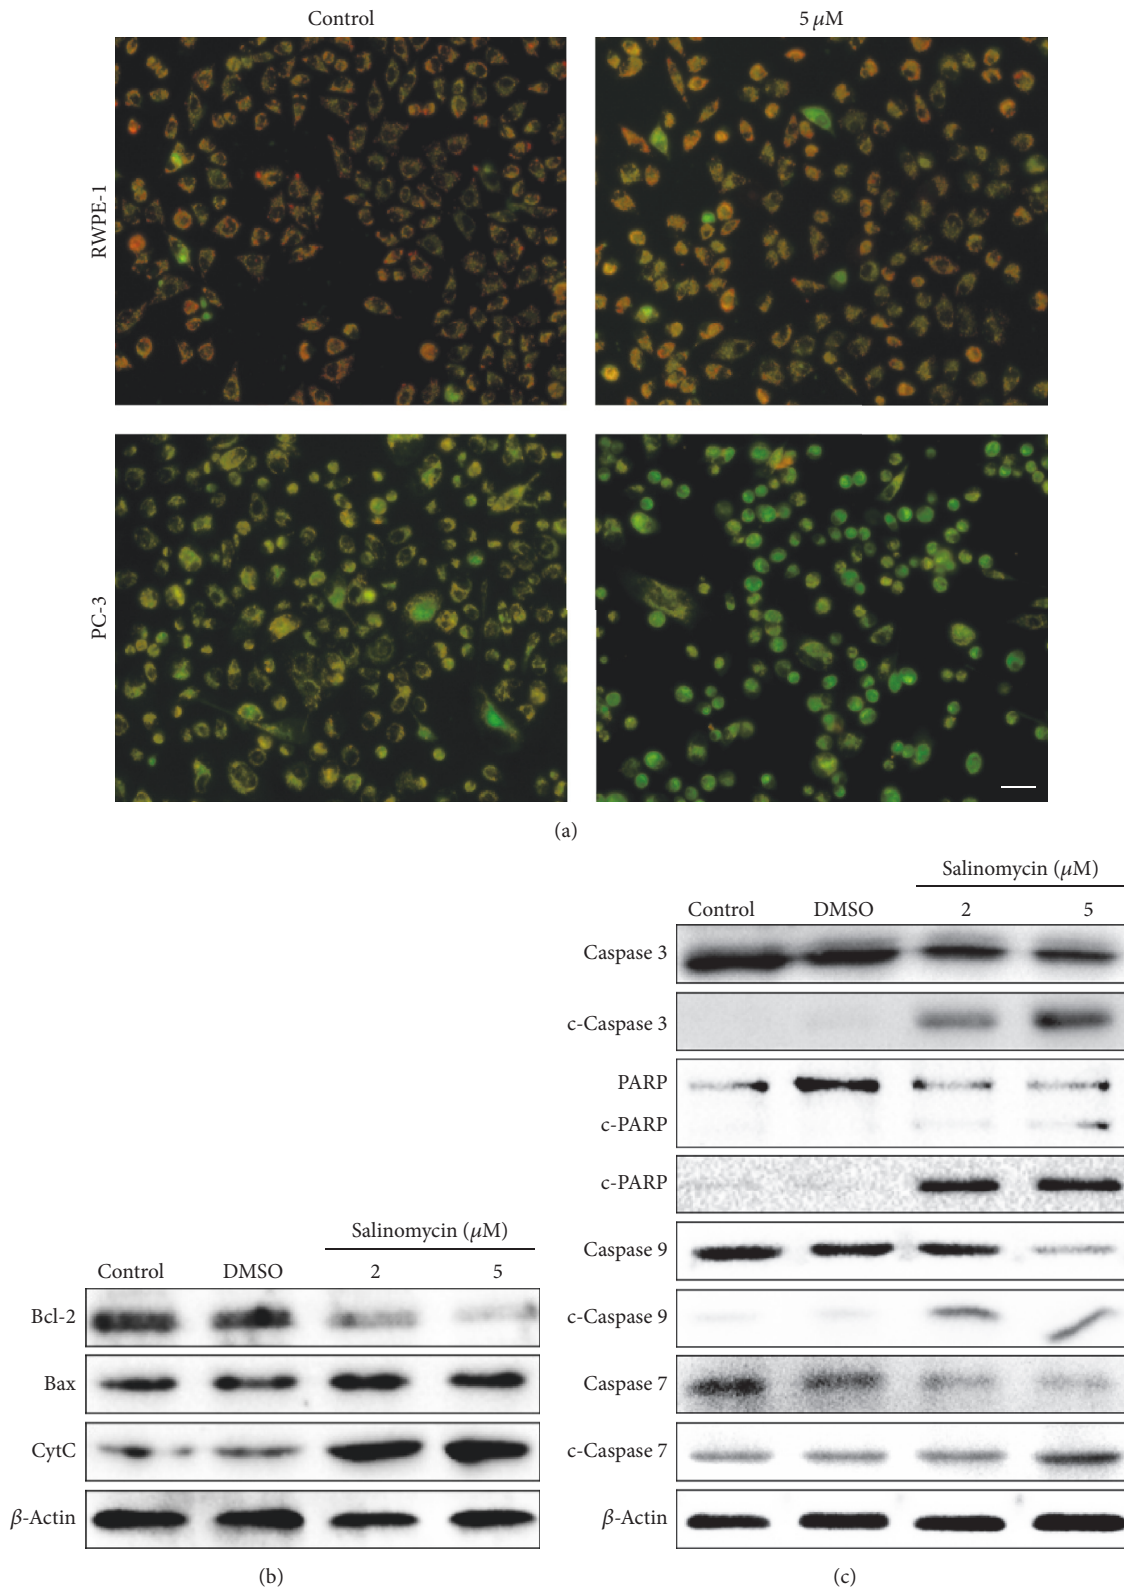 Control 5 μM
RWPE-1
PC-3
(a)
Salinomycin (μM)
Control DMSO 2 5
Caspase 3
c-Caspase 3
PARP
c-PARP
c-PARP
Caspase 9
c-Caspase 9
Caspase 7
c-Caspase 7
β-Actin
(c)
Salinomycin (μM)
Control DMSO 2 5
Bcl-2
Bax
CytC
β-Actin
(b)